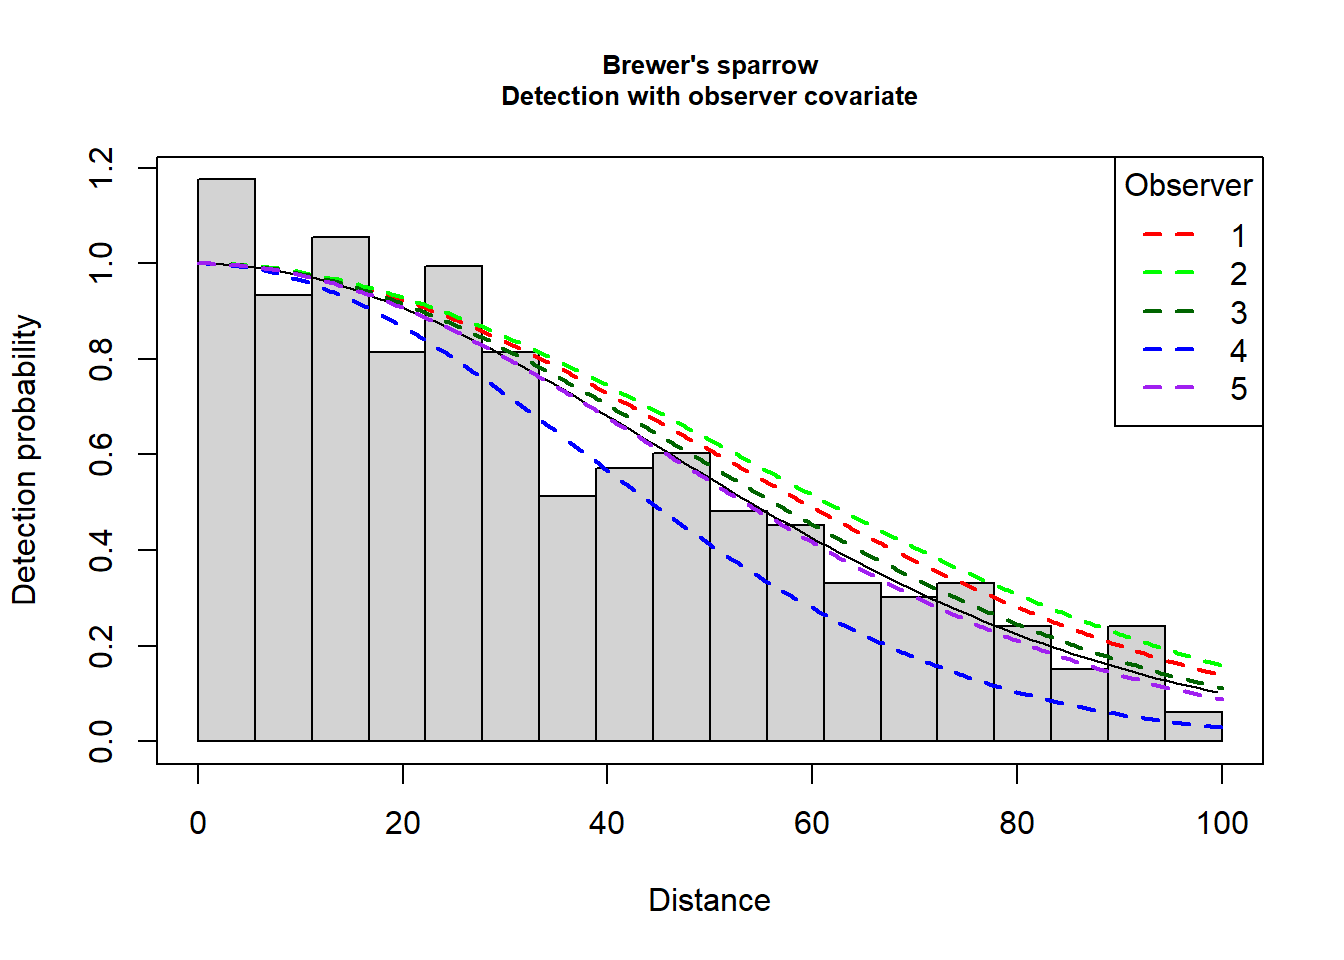 Brewer's sparrow
Detection with observer covariate
Observer
1
2
3
4
5
Detection probability
1.2
1.0
0.8
0.6
0.4
0.2
0.0
0 20 40 60 80 100
Distance